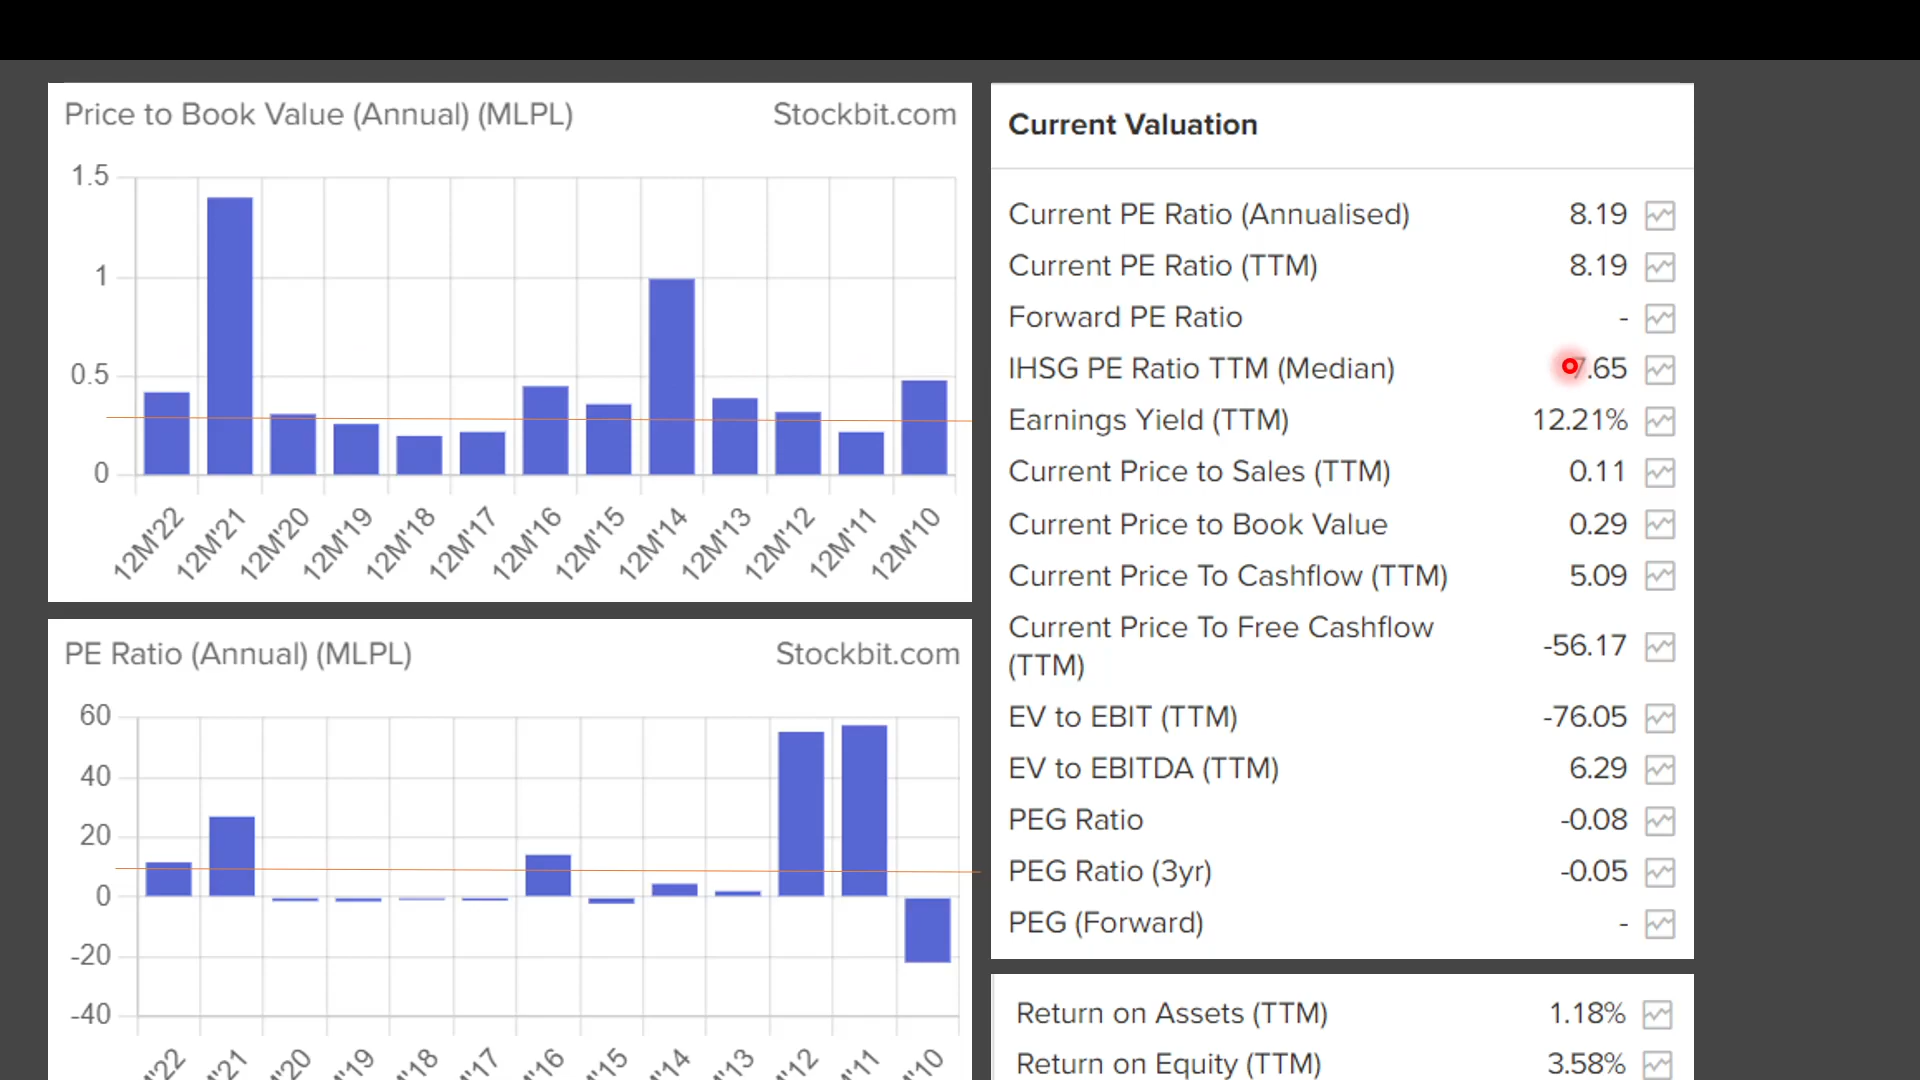 Price to Book Value (Annual) (MLPL) Stockbit.com
1.5
1
0.5
0
12M'22 12M'21 12M'20 12M'19 12M'18 12M'17 12M'16 12M'15 12M'14 12M'13 12M'12 12M'11 12M'10
PE Ratio (Annual) (MLPL) Stockbit.com
60
40
20
0
-20
-40
'22 '21 '20 '19 '18 '17 '16 '15 '14 '13 '12 '11 '10
Current Valuation
Current PE Ratio (Annualised) 8.19
Current PE Ratio (TTM) 8.19
Forward PE Ratio -
IHSG PE Ratio TTM (Median) 7.65
Earnings Yield (TTM) 12.21%
Current Price to Sales (TTM) 0.11
Current Price to Book Value 0.29
Current Price To Cashflow (TTM) 5.09
Current Price To Free Cashflow
(TTM) -56.17
EV to EBIT (TTM) -76.05
EV to EBITDA (TTM) 6.29
PEG Ratio -0.08
PEG Ratio (3yr) -0.05
PEG (Forward) -
Return on Assets (TTM) 1.18%
Return on Equity (TTM) 3.58%